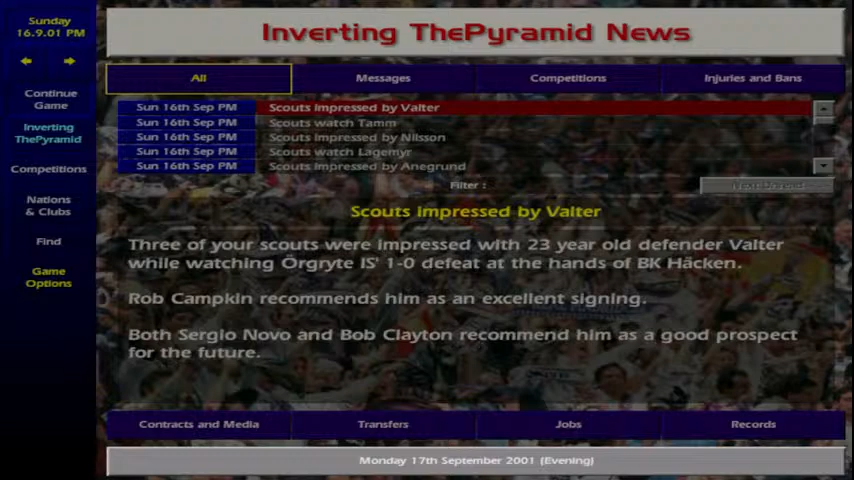 Sunday
16.9.01 PM
Inverting ThePyramid News
All
Messages
Competitions
Injuries and Bans
Continue
Game
Inverting
ThePyramid
Competitions
Nations
& Clubs
Find
Game
Options
Sun 16th Sep PM Scouts impressed by Valter
Sun 16th Sep PM Scouts watch Tamm
Sun 16th Sep PM Scouts impressed by Nilsson
Sun 16th Sep PM Scouts watch Lagemyr
Sun 16th Sep PM Scouts impressed by Anegrund
Filter :
Next Unread
Scouts impressed by Valter
Three of your scouts were impressed with 23 year old defender Valter
while watching Örgryte IS' 1-0 defeat at the hands of BK Häcken.
Rob Campkin recommends him as an excellent signing.
Both Sergio Novo and Bob Clayton recommend him as a good prospect
for the future.
Contracts and Media
Transfers
Jobs
Records
Monday 17th September 2001 (Evening)